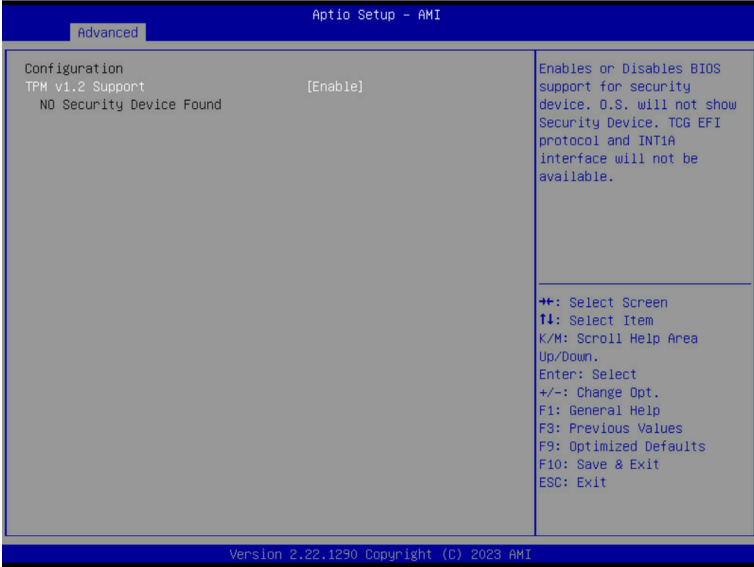 Aptio Setup – AMI
Advanced
Configuration
TPM v1.2 Support [Enable]
NO Security Device Found
Enables or Disables BIOS
support for security
device. O.S. will not show
Security Device. TCG EFI
protocol and INT1A
interface will not be
available.
→←: Select Screen
↑↓: Select Item
K/M: Scroll Help Area
Up/Down.
Enter: Select
+/-: Change Opt.
F1: General Help
F3: Previous Values
F9: Optimized Defaults
F10: Save & Exit
ESC: Exit
Version 2.22.1290 Copyright (C) 2023 AMI